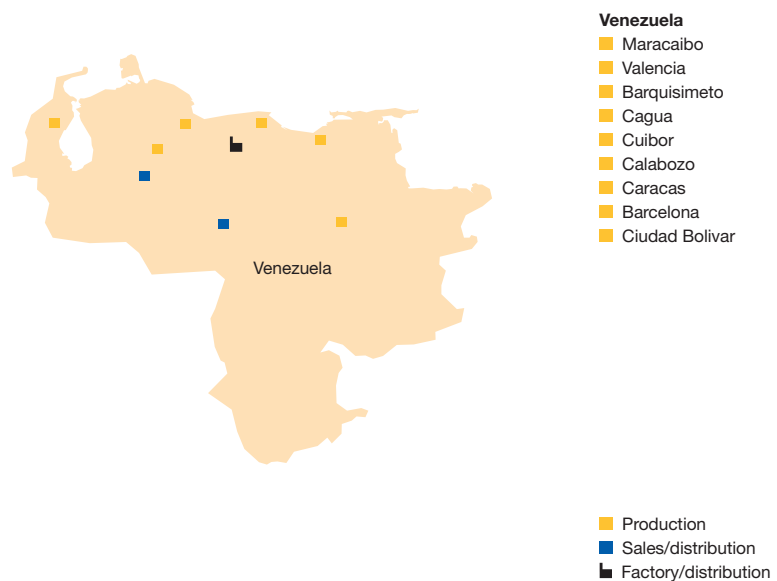 Venezuela
Maracaibo
Valencia
Barquisimeto
Cagua
Cuibor
Calabozo
Caracas
Barcelona
Ciudad Bolivar
Venezuela
Production
Sales/distribution
Factory/distribution